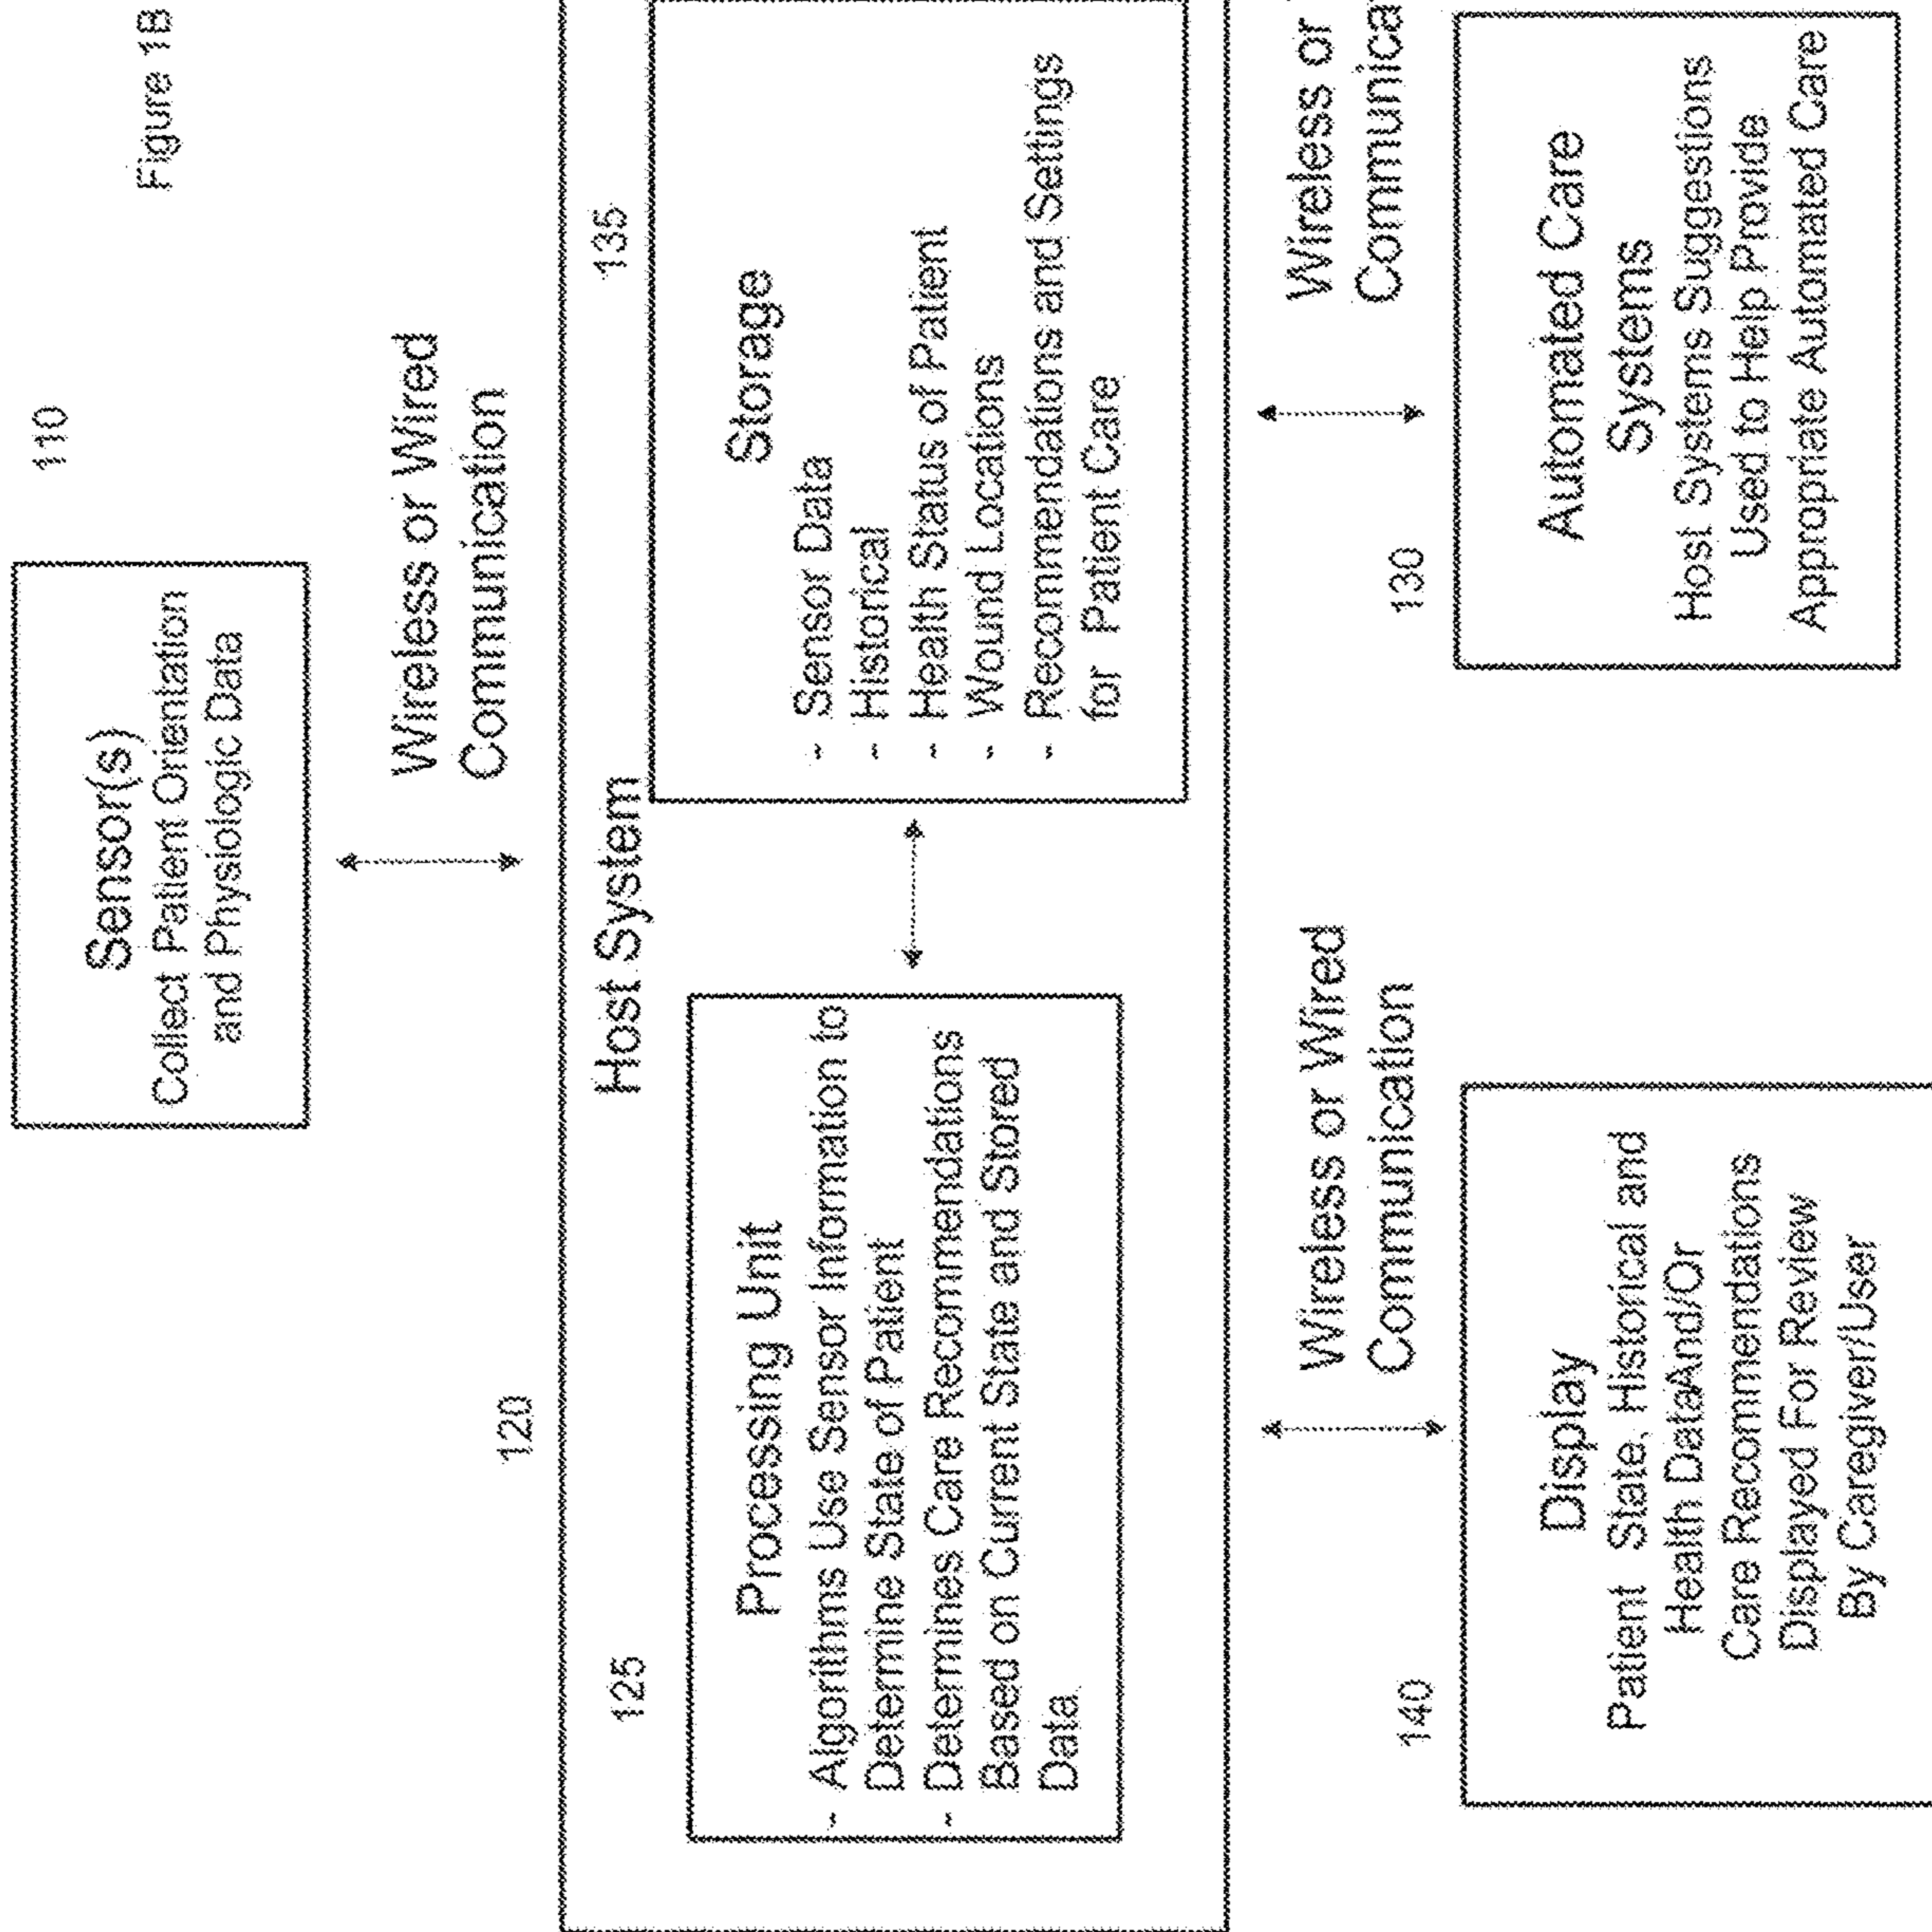 110
Figure 1B
Sensor(s)
Collect Patient Orientation
and Physiologic Data
Wireless or Wired
Communication
120
Host System
125
Processing Unit
- Algorithms Use Sensor Information to
Determine State of Patient
- Determines Care Recommendations
Based on Current State and Stored
Data
135
Storage
- Sensor Data
- Historical
- Health Status of Patient
- Wound Locations
- Recommendations and Settings
for Patient Care
Wireless or Wired
Communication
Wireless or
Communica
140
Display
Patient State, Historical and
Health DataAnd/Or
Care Recommendations
Displayed For Review
By Caregiver/User
130
Automated Care
Systems
Host Systems Suggestions
Used to Help Provide
Appropriate Automated Care